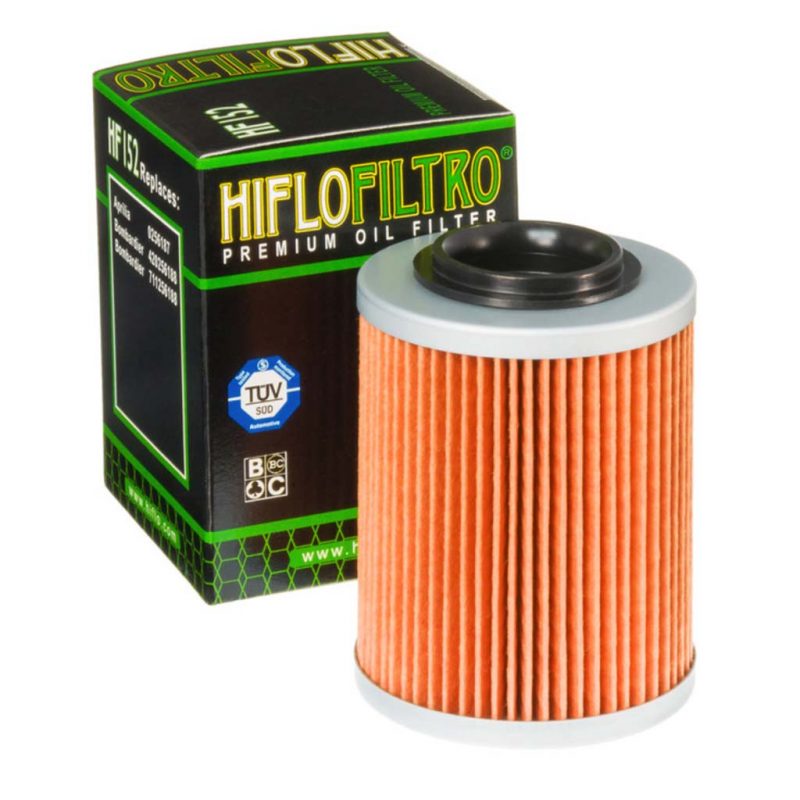 HIFLOFILTRO
PREMIUM OIL FILTER
HF152
HIFLOFILTRO®
PREMIUM OIL FILTER
HF152 Replaces:
Aprilia 0256187
Bombardier 420256188
Bombardier 711256188
TÜV
SÜD
Automotive
B BC
C
www.hiflo.com
www.h